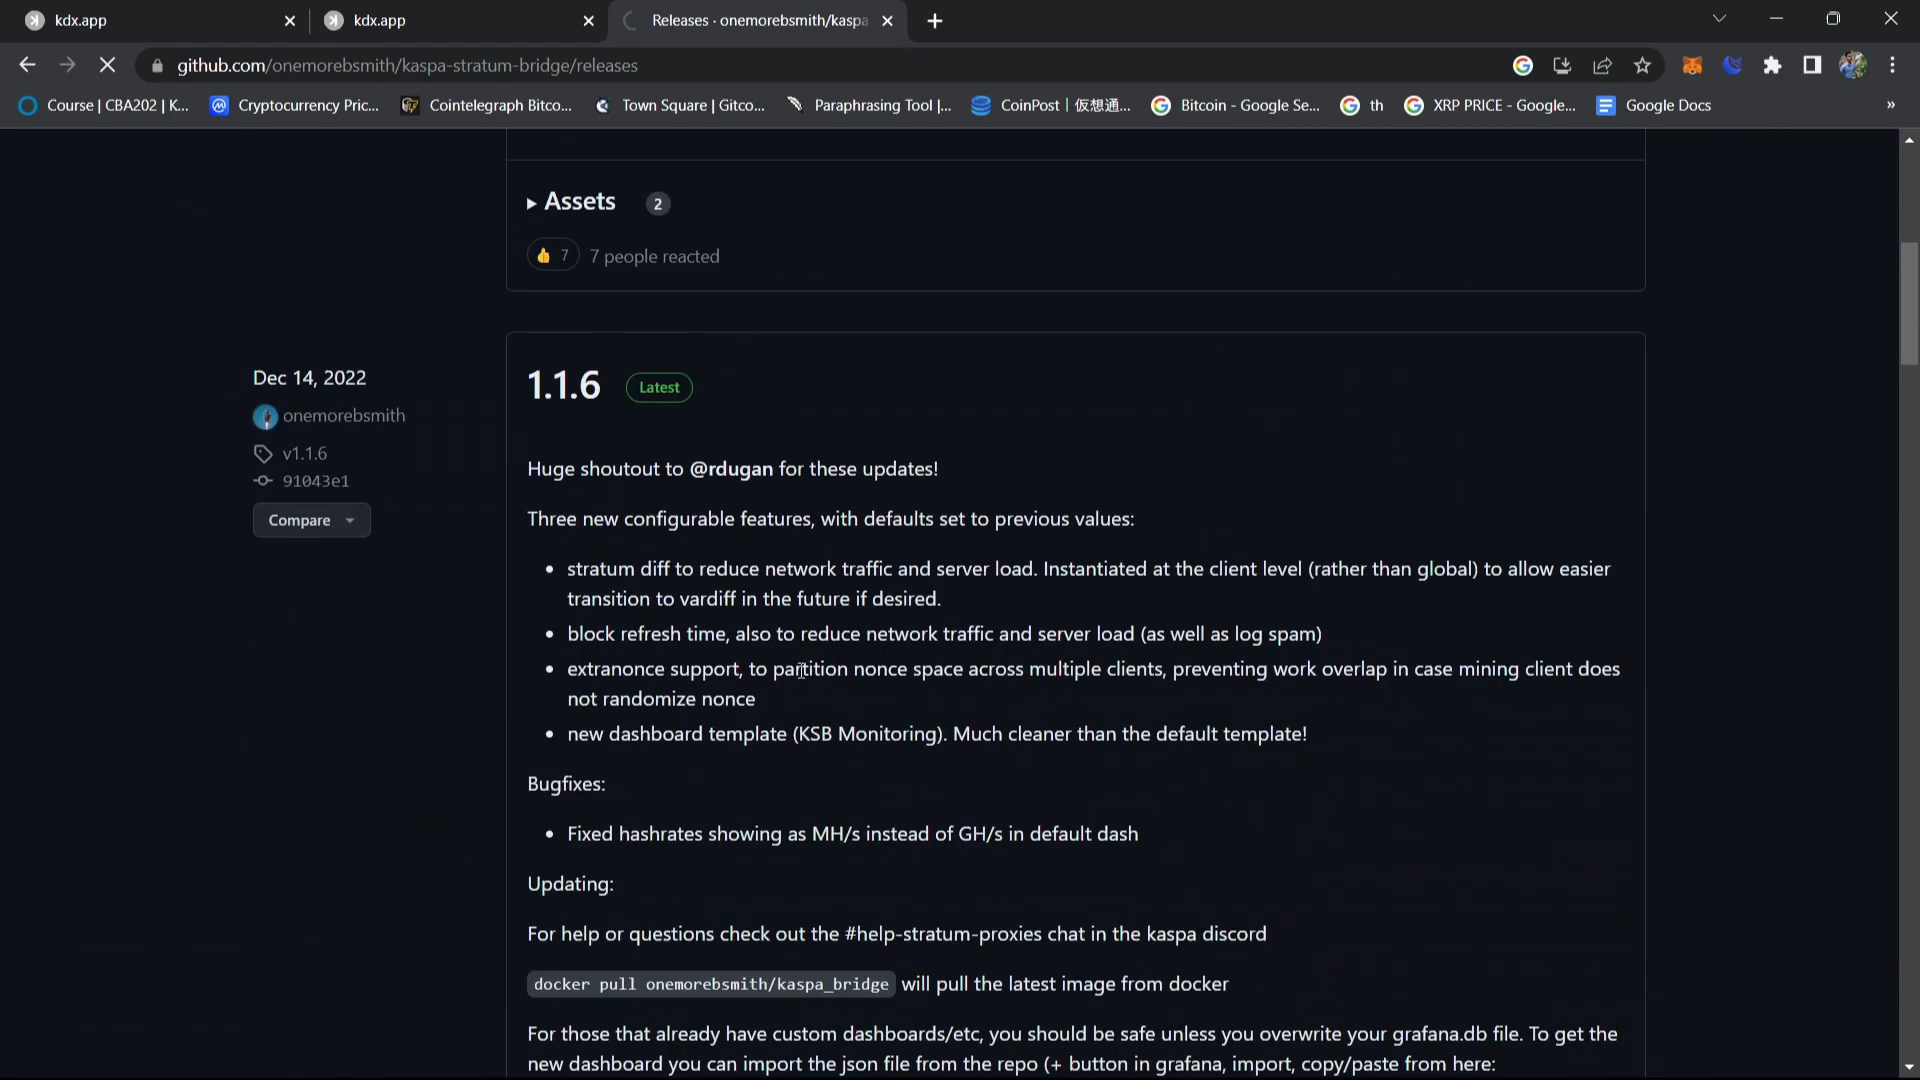 kdx.app
kdx.app
Releases · onemorebsmith/kaspa
github.com/onemorebsmith/kaspa-stratum-bridge/releases
Course | CBA202 | K...
Cryptocurrency Pric...
Cointelegraph Bitco...
Town Square | Gitco...
Paraphrasing Tool |...
CoinPost | 仮想通...
Bitcoin - Google Se...
th
XRP PRICE - Google...
Google Docs
»
Assets 2
7 7 people reacted
Dec 14, 2022
onemorebsmith
v1.1.6
91043e1
Compare
1.1.6 Latest
Huge shoutout to @rdugan for these updates!
Three new configurable features, with defaults set to previous values:
• stratum diff to reduce network traffic and server load. Instantiated at the client level (rather than global) to allow easier
transition to vardiff in the future if desired.
• block refresh time, also to reduce network traffic and server load (as well as log spam)
• extranonce support, to partition nonce space across multiple clients, preventing work overlap in case mining client does
not randomize nonce
• new dashboard template (KSB Monitoring). Much cleaner than the default template!
Bugfixes:
• Fixed hashrates showing as MH/s instead of GH/s in default dash
Updating:
For help or questions check out the #help-stratum-proxies chat in the kaspa discord
docker pull onemorebsmith/kaspa_bridge will pull the latest image from docker
For those that already have custom dashboards/etc, you should be safe unless you overwrite your grafana.db file. To get the
new dashboard you can import the json file from the repo (+ button in grafana, import, copy/paste from here: